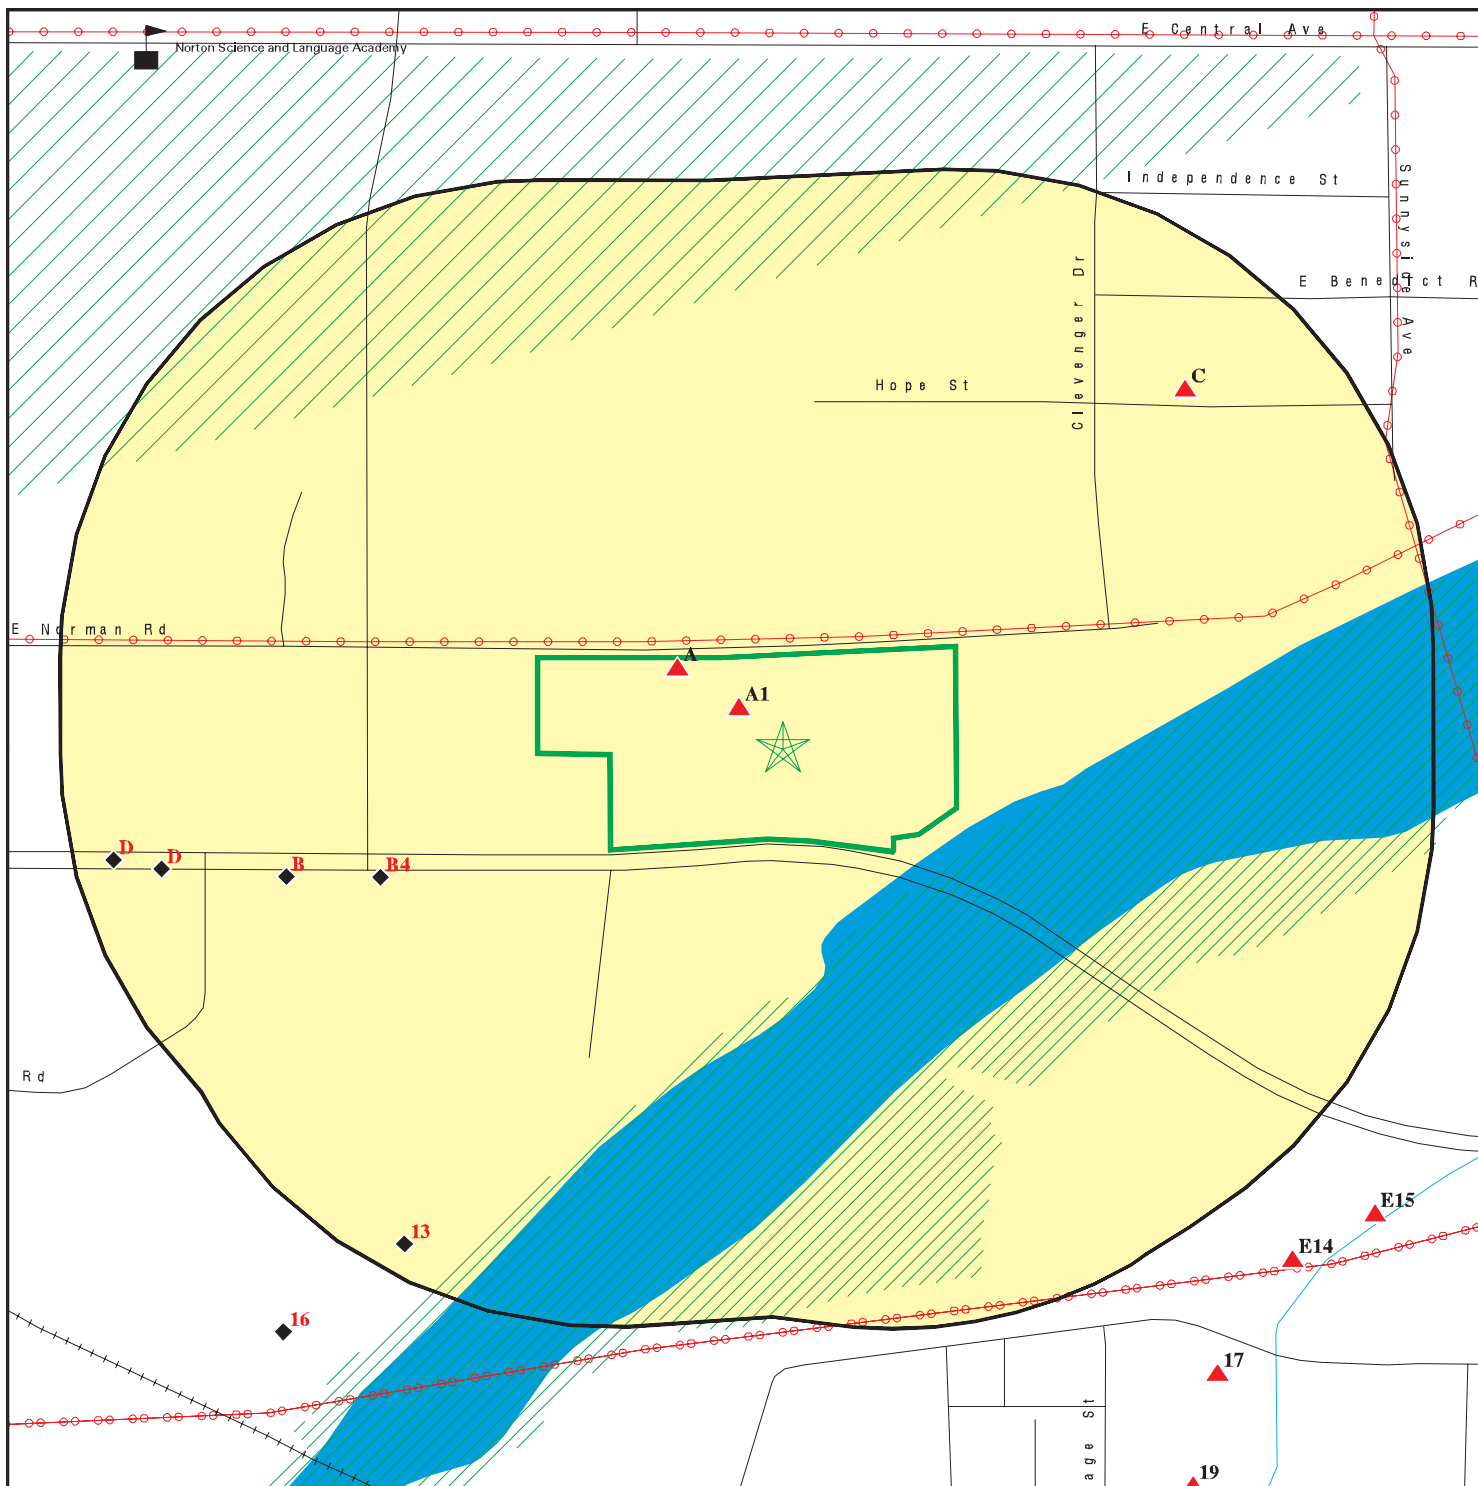 E Central Ave
Norton Science and Language Academy
Independence St
Sunnyside Ave
E Benedict R
Clevenger Dr
Hope St
C
E Norman Rd
A
A1
D
D
B
B4
Rd
13
E15
E14
16
17
age St
19